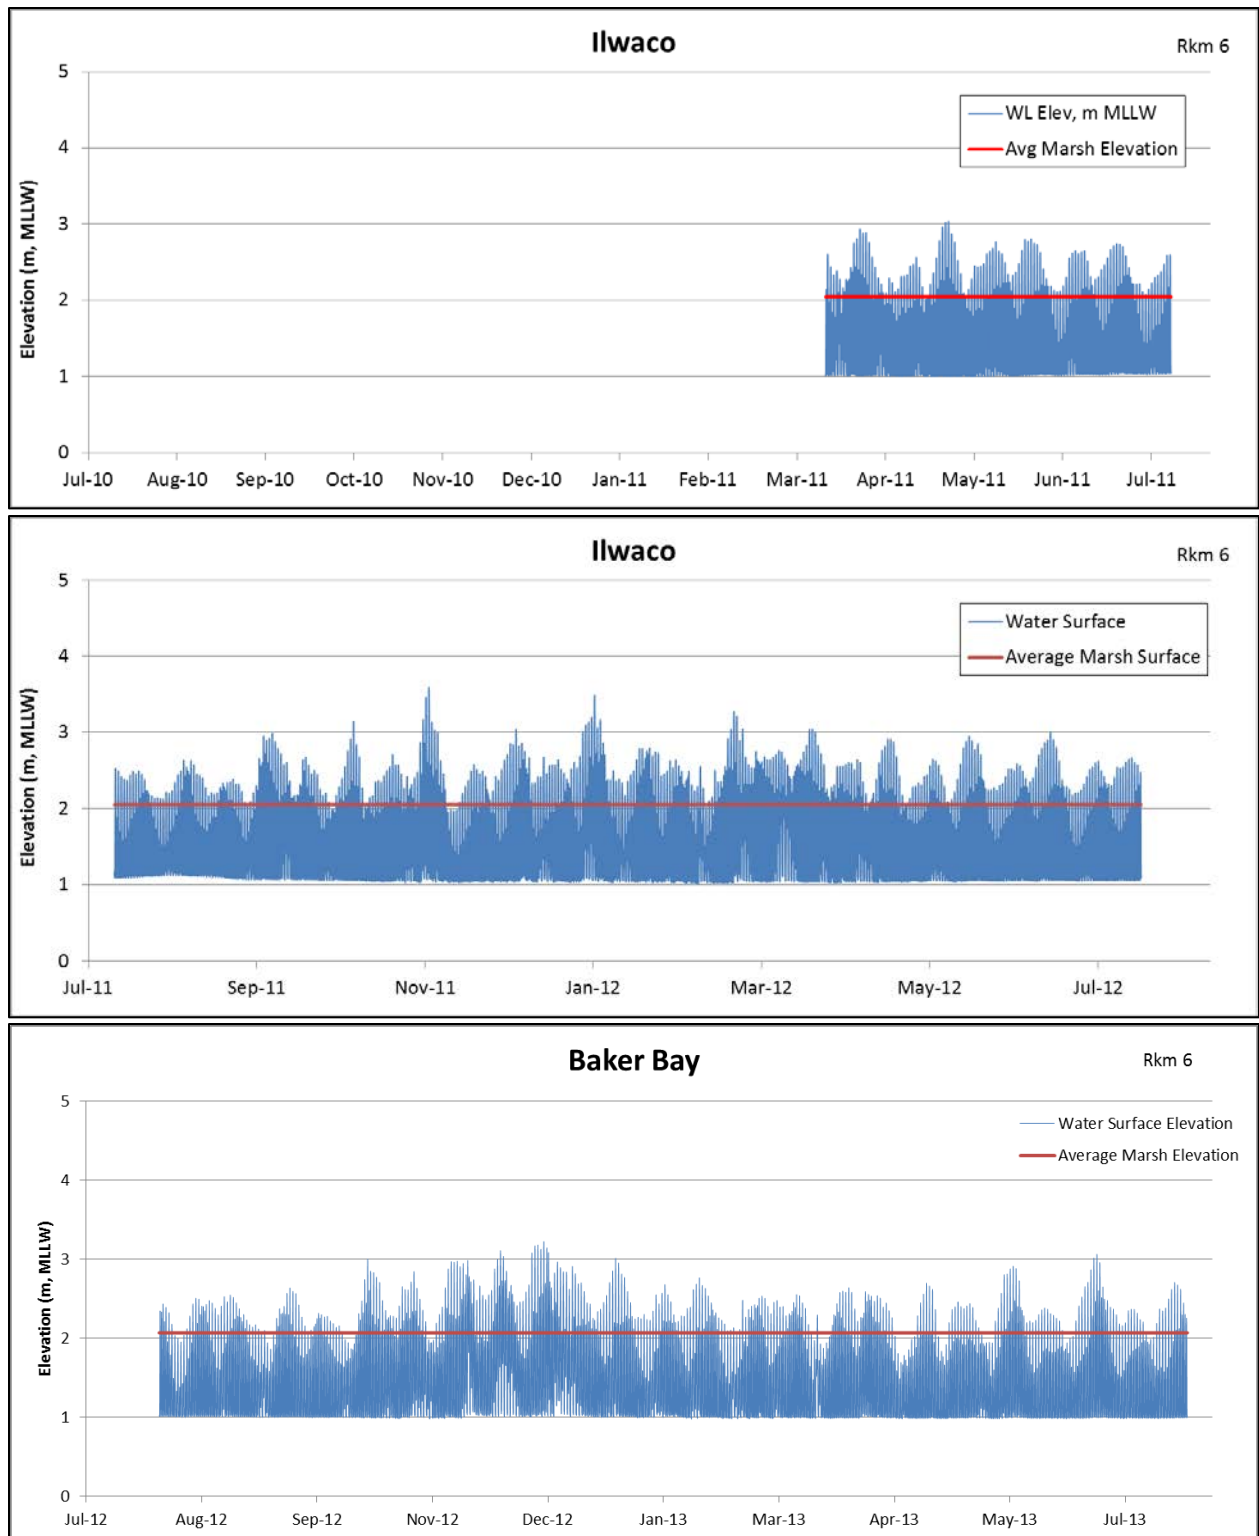 Ilwaco
Rkm 6
5
4
3
2
1
0
Elevation (m, MLLW)
WL Elev, m MLLW
Avg Marsh Elevation
Jul-10 Aug-10 Sep-10 Oct-10 Nov-10 Dec-10 Jan-11 Feb-11 Mar-11 Apr-11 May-11 Jun-11 Jul-11
Ilwaco
Rkm 6
5
4
3
2
1
0
Elevation (m, MLLW)
Water Surface
Average Marsh Surface
Jul-11 Sep-11 Nov-11 Jan-12 Mar-12 May-12 Jul-12
Baker Bay
Rkm 6
5
4
3
2
1
0
Elevation (m, MLLW)
Water Surface Elevation
Average Marsh Elevation
Jul-12 Aug-12 Sep-12 Nov-12 Dec-12 Jan-13 Mar-13 Apr-13 May-13 Jul-13